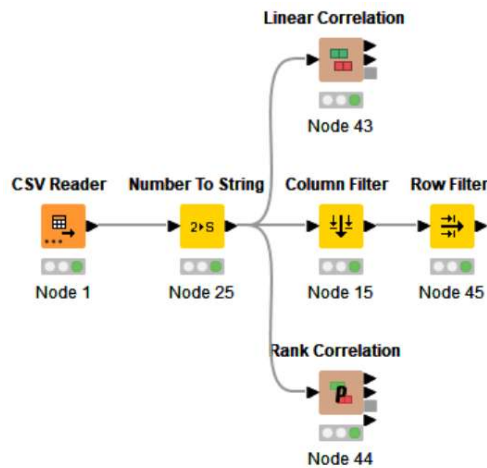 Linear Correlation
Node 43
CSV Reader
Number To String
Column Filter
Row Filter
2▸S
Node 1
Node 25
Node 15
Node 45
Rank Correlation
ρ
Node 44